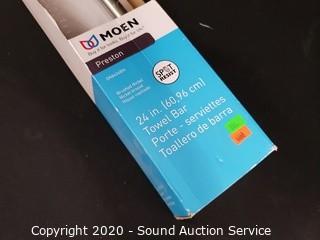 MOEN
Buy it for looks. Buy it for life.®
Preston
SPOT
RESIST
24 in. (60,96 cm)
Towel Bar
Porte - serviettes
Toallero de barra
Copyright 2020 - Sound Auction Service